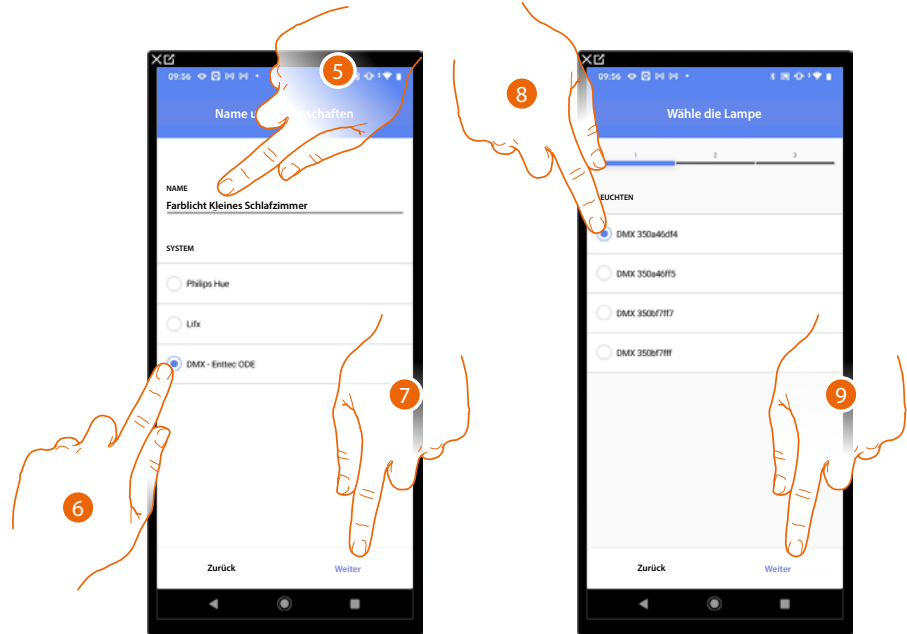 5
09:56
Name u schaften
NAME
Farblicht Kleines Schlafzimmer
SYSTEM
Philips Hue
Lifx
DMX - Enttec ODE
7
6
Zurück Weiter
8
09:56
Wähle die Lampe
1 2 3
EUCHTEN
DMX 350a46df4
DMX 350a46ff5
DMX 350bf7ff7
DMX 350bf7fff
9
Zurück Weiter